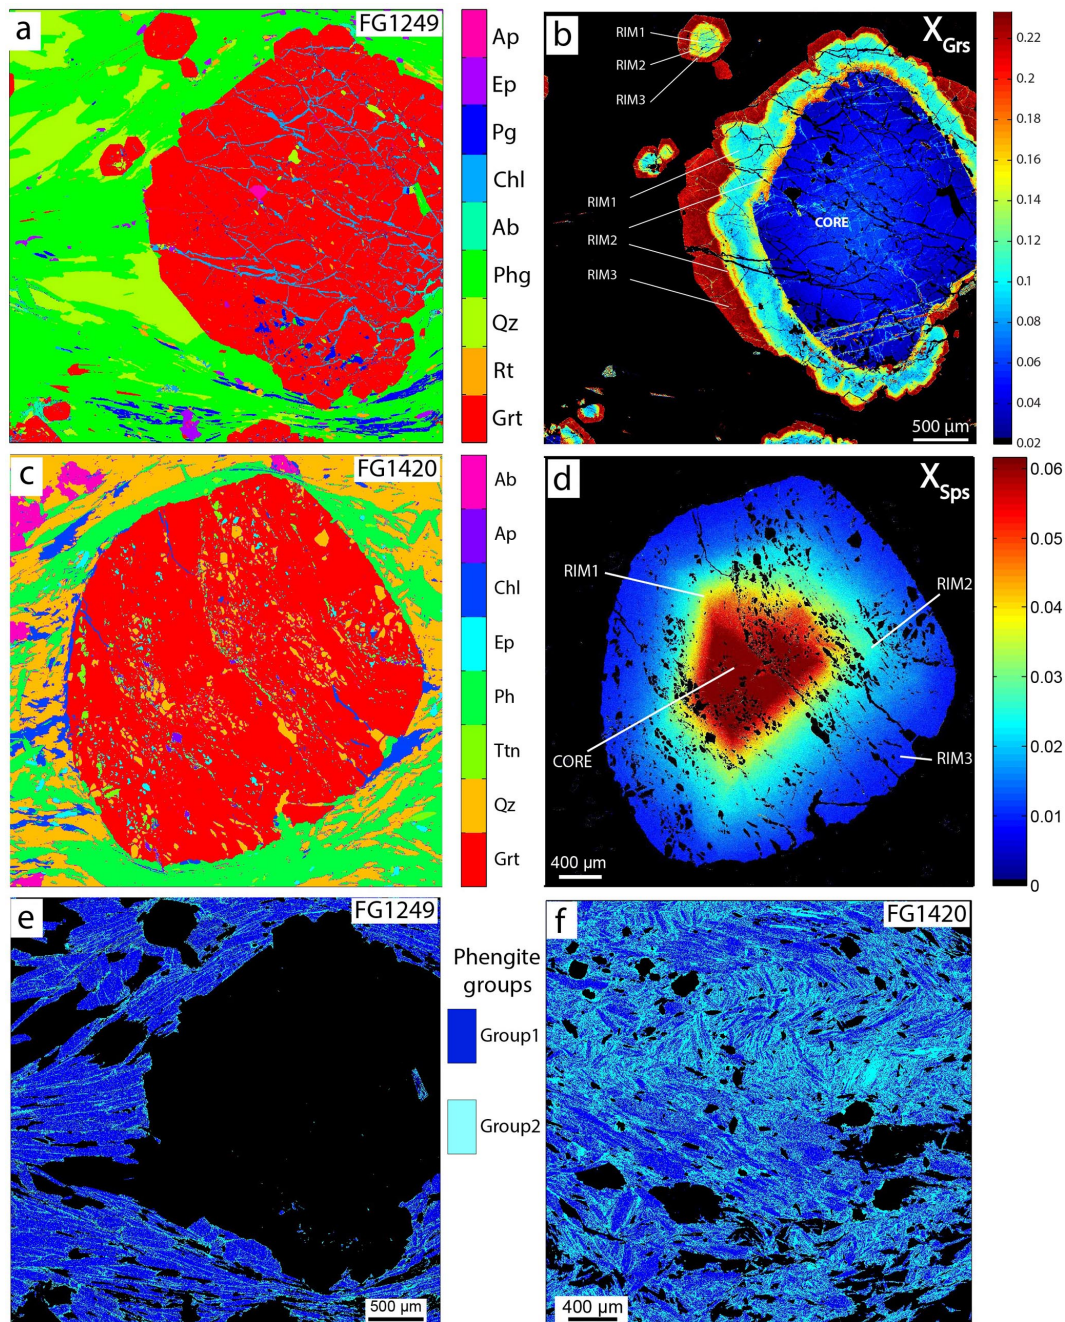 a
FG1249
Ap
Ep
Pg
Chl
Ab
Phg
Qz
Rt
Grt
b
XGrs
RIM1
RIM2
RIM3
RIM1
RIM2
RIM3
CORE
500 µm
0.22
0.2
0.18
0.16
0.14
0.12
0.10
0.08
0.06
0.04
0.02
c
FG1420
Ab
Ap
Chl
Ep
Ph
Ttn
Qz
Grt
d
XSps
RIM1
RIM2
CORE
RIM3
400 µm
0.06
0.05
0.04
0.03
0.02
0.01
0
e
FG1249
500 µm
Phengite
groups
Group1
Group2
f
FG1420
400 µm